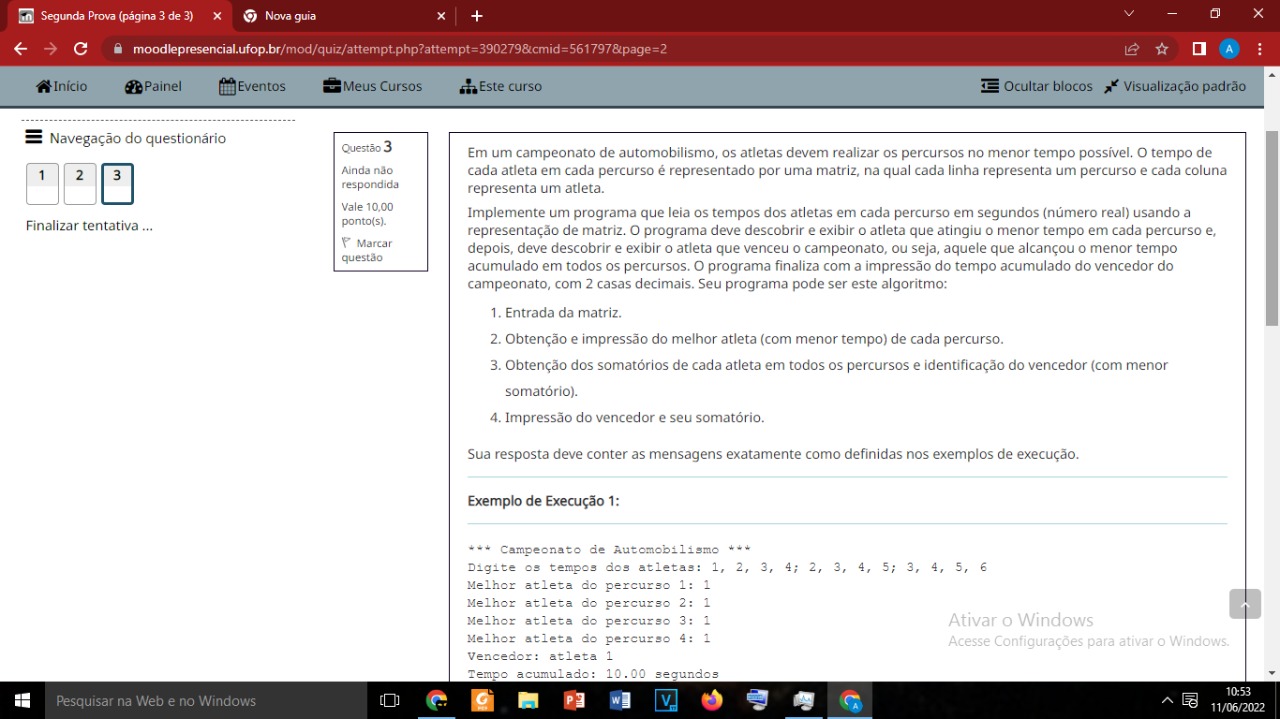 Segunda Prova (página 3 de 3)
Nova guia
moodlepresencial.ufop.br/mod/quiz/attempt.php?attempt=390279&cmid=561797&page=2
A
Início
Painel
Eventos
Meus Cursos
Este curso
Ocultar blocos
Visualização padrão
Navegação do questionário
1 2 3
Finalizar tentativa ...
Questão 3
Ainda não
respondida
Vale 10,00
ponto(s).
Marcar
questão
Em um campeonato de automobilismo, os atletas devem realizar os percursos no menor tempo possível. O tempo de
cada atleta em cada percurso é representado por uma matriz, na qual cada linha representa um percurso e cada coluna
representa um atleta.
Implemente um programa que leia os tempos dos atletas em cada percurso em segundos (número real) usando a
representação de matriz. O programa deve descobrir e exibir o atleta que atingiu o menor tempo em cada percurso e,
depois, deve descobrir e exibir o atleta que venceu o campeonato, ou seja, aquele que alcançou o menor tempo
acumulado em todos os percursos. O programa finaliza com a impressão do tempo acumulado do vencedor do
campeonato, com 2 casas decimais. Seu programa pode ser este algoritmo:
1. Entrada da matriz.
2. Obtenção e impressão do melhor atleta (com menor tempo) de cada percurso.
3. Obtenção dos somatórios de cada atleta em todos os percursos e identificação do vencedor (com menor
somatório).
4. Impressão do vencedor e seu somatório.
Sua resposta deve conter as mensagens exatamente como definidas nos exemplos de execução.
Exemplo de Execução 1:
*** Campeonato de Automobilismo ***
Digite os tempos dos atletas: 1, 2, 3, 4; 2, 3, 4, 5; 3, 4, 5, 6
Melhor atleta do percurso 1: 1
Melhor atleta do percurso 2: 1
Melhor atleta do percurso 3: 1
Melhor atleta do percurso 4: 1
Vencedor: atleta 1
Tempo acumulado: 10.00 segundos
Ativar o Windows
Acesse Configurações para ativar o Windows.
Pesquisar na Web e no Windows
10:53
11/06/2022